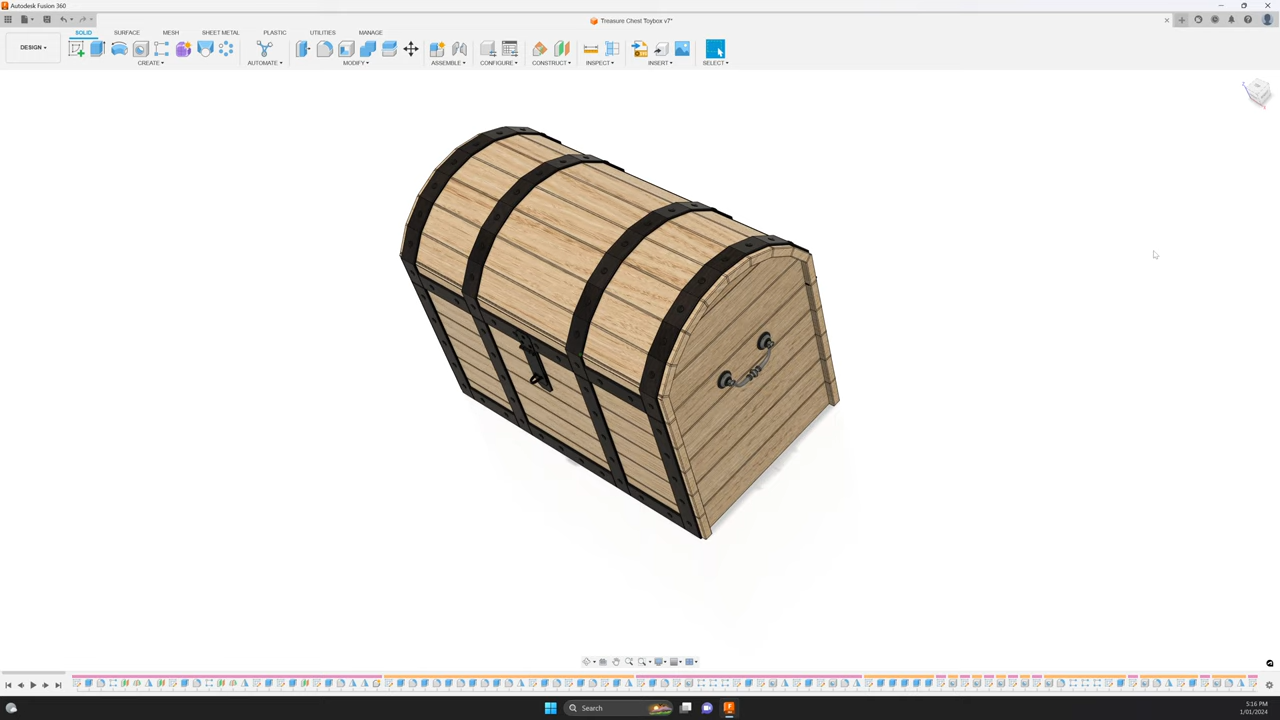 Autodesk Fusion 360
Treasure Chest Toybox v7*
SOLID SURFACE MESH SHEET METAL PLASTIC UTILITIES MANAGE
DESIGN
CREATE AUTOMATE MODIFY ASSEMBLE CONFIGURE CONSTRUCT INSPECT INSERT SELECT
Search
5:16 PM
1/01/2024